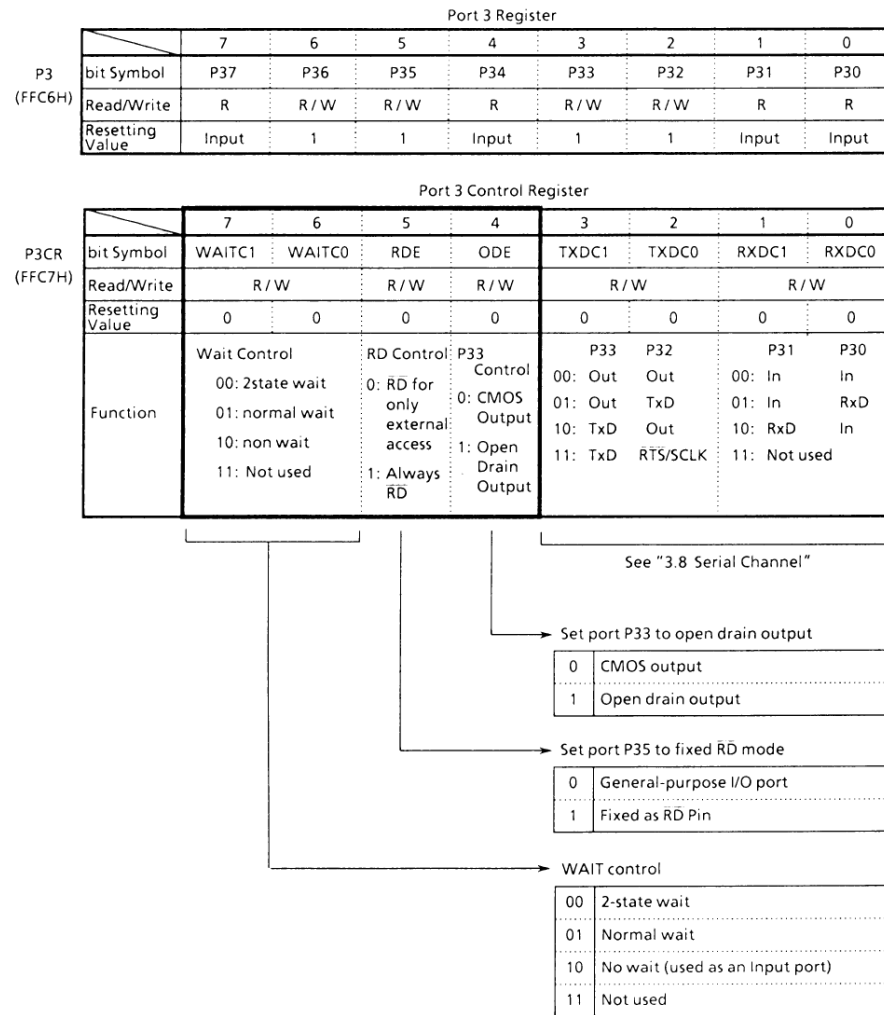 Port 3 Register
7 6 5 4 3 2 1 0
P3 (FFC6H)
bit Symbol P37 P36 P35 P34 P33 P32 P31 P30
Read/Write R R/W R/W R R/W R/W R R
Resetting Value Input 1 1 Input 1 1 Input Input
Port 3 Control Register
7 6 5 4 3 2 1 0
P3CR (FFC7H)
bit Symbol WAITC1 WAITC0 RDE ODE TXDC1 TXDC0 RXDC1 RXDC0
Read/Write R/W R/W R/W R/W R/W
Resetting Value 0 0 0 0 0 0 0 0
Function
Wait Control
00: 2state wait
01: normal wait
10: non wait
11: Not used
RD Control
0: R̅D̅ for
only
external
access
1: Always
R̅D̅
P33
Control
0: CMOS
Output
1: Open
Drain
Output
P33 P32
00: Out Out
01: Out TxD
10: TxD Out
11: TxD R̅T̅S̅/SCLK
P31 P30
00: In In
01: In RxD
10: RxD In
11: Not used
See "3.8 Serial Channel"
Set port P33 to open drain output
0 CMOS output
1 Open drain output
Set port P35 to fixed R̅D̅ mode
0 General-purpose I/O port
1 Fixed as R̅D̅ Pin
WAIT control
00 2-state wait
01 Normal wait
10 No wait (used as an Input port)
11 Not used